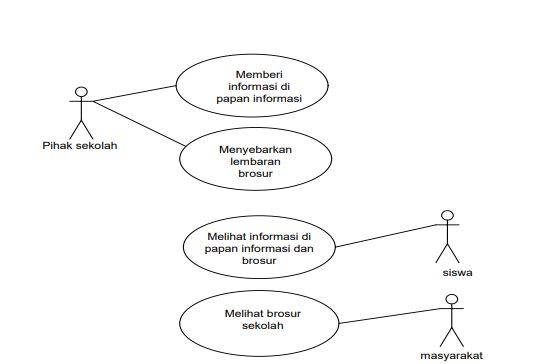 Memberi
informasi di
papan informasi
Pihak sekolah
Menyebarkan
lembaran
brosur
Melihat informasi di
papan informasi dan
brosur
siswa
Melihat brosur
sekolah
masyarakat